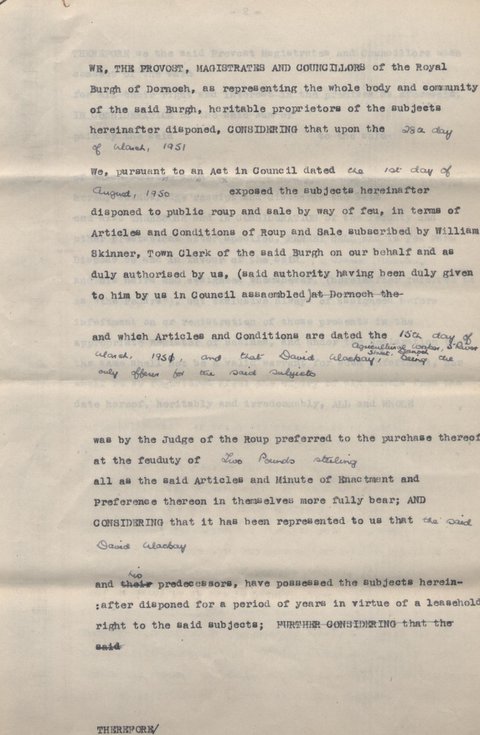 WE, THE PROVOST, MAGISTRATES AND COUNCILLORS of the Royal
Burgh of Dornoch, as representing the whole body and community
of the said Burgh, heritable proprietors of the subjects
hereinafter disponed, CONSIDERING that upon the 28th day
of March, 1951
We, pursuant to an Act in Council dated the 1st day of
August, 1950 exposed the subjects hereinafter
disponed to public roup and sale by way of feu, in terms of
Articles and Conditions of Roup and Sale subscribed by William
Skinner, Town Clerk of the said Burgh on our behalf and as
duly authorised by us, (said authority having been duly given
to him by us in Council assaembled)at Dornoch the
and which Articles and Conditions are dated the 15th day of
Agricultural Worker, 5 River
Street,
March, 1951, and that David Mackay, being the
only offerer for the said subjects
was by the Judge of the Roup preferred to the purchase thereof
at the feuduty of Two Pounds sterling
all as the said Articles and Minute of Enactment and
Preference thereon in themselves more fully bear; AND
CONSIDERING that it has been represented to us that the said
David Mackay
his
and their predecessors, have possessed the subjects herein-
:after disponed for a period of years in virtue of a leasehold
right to the said subjects; FURTHER CONSIDERING that the
said
THEREFORE/